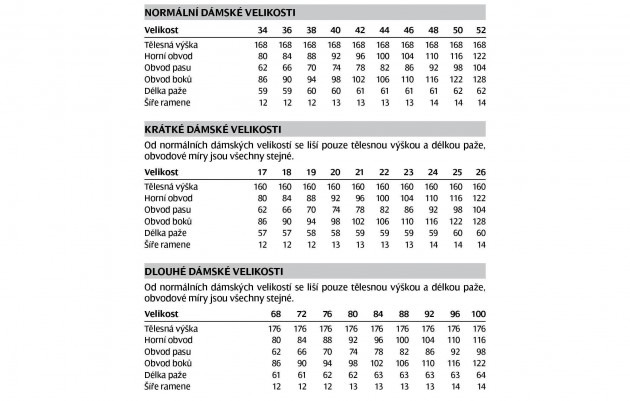 NORMÁLNÍ DÁMSKÉ VELIKOSTI
Velikost 34 36 38 40 42 44 46 48 50 52
Tělesná výška 168 168 168 168 168 168 168 168 168 168
Horní obvod 80 84 88 92 96 100 104 110 116 122
Obvod pasu 62 66 70 74 78 82 86 92 98 104
Obvod boků 86 90 94 98 102 106 110 116 122 128
Délka paže 59 59 60 60 61 61 61 61 62 62
Šíře ramene 12 12 12 13 13 13 13 14 14 14
KRÁTKÉ DÁMSKÉ VELIKOSTI
Od normálních dámských velikostí se liší pouze tělesnou výškou a délkou paže,
obvodové míry jsou všechny stejné.
Velikost 17 18 19 20 21 22 23 24 25 26
Tělesná výška 160 160 160 160 160 160 160 160 160 160
Horní obvod 80 84 88 92 96 100 104 110 116 122
Obvod pasu 62 66 70 74 78 82 86 92 98 104
Obvod boků 86 90 94 98 102 106 110 116 122 128
Délka paže 57 57 58 58 59 59 59 59 60 60
Šíře ramene 12 12 12 13 13 13 13 14 14 14
DLOUHÉ DÁMSKÉ VELIKOSTI
Od normálních dámských velikostí se liší pouze tělesnou výškou a délkou paže,
obvodové míry jsou všechny stejné.
Velikost 68 72 76 80 84 88 92 96 100
Tělesná výška 176 176 176 176 176 176 176 176 176
Horní obvod 80 84 88 92 96 100 104 110 116
Obvod pasu 62 66 70 74 78 82 86 92 98
Obvod boků 86 90 94 98 102 106 110 116 122
Délka paže 61 61 62 62 63 63 63 63 64
Šíře ramene 12 12 12 13 13 13 13 14 14